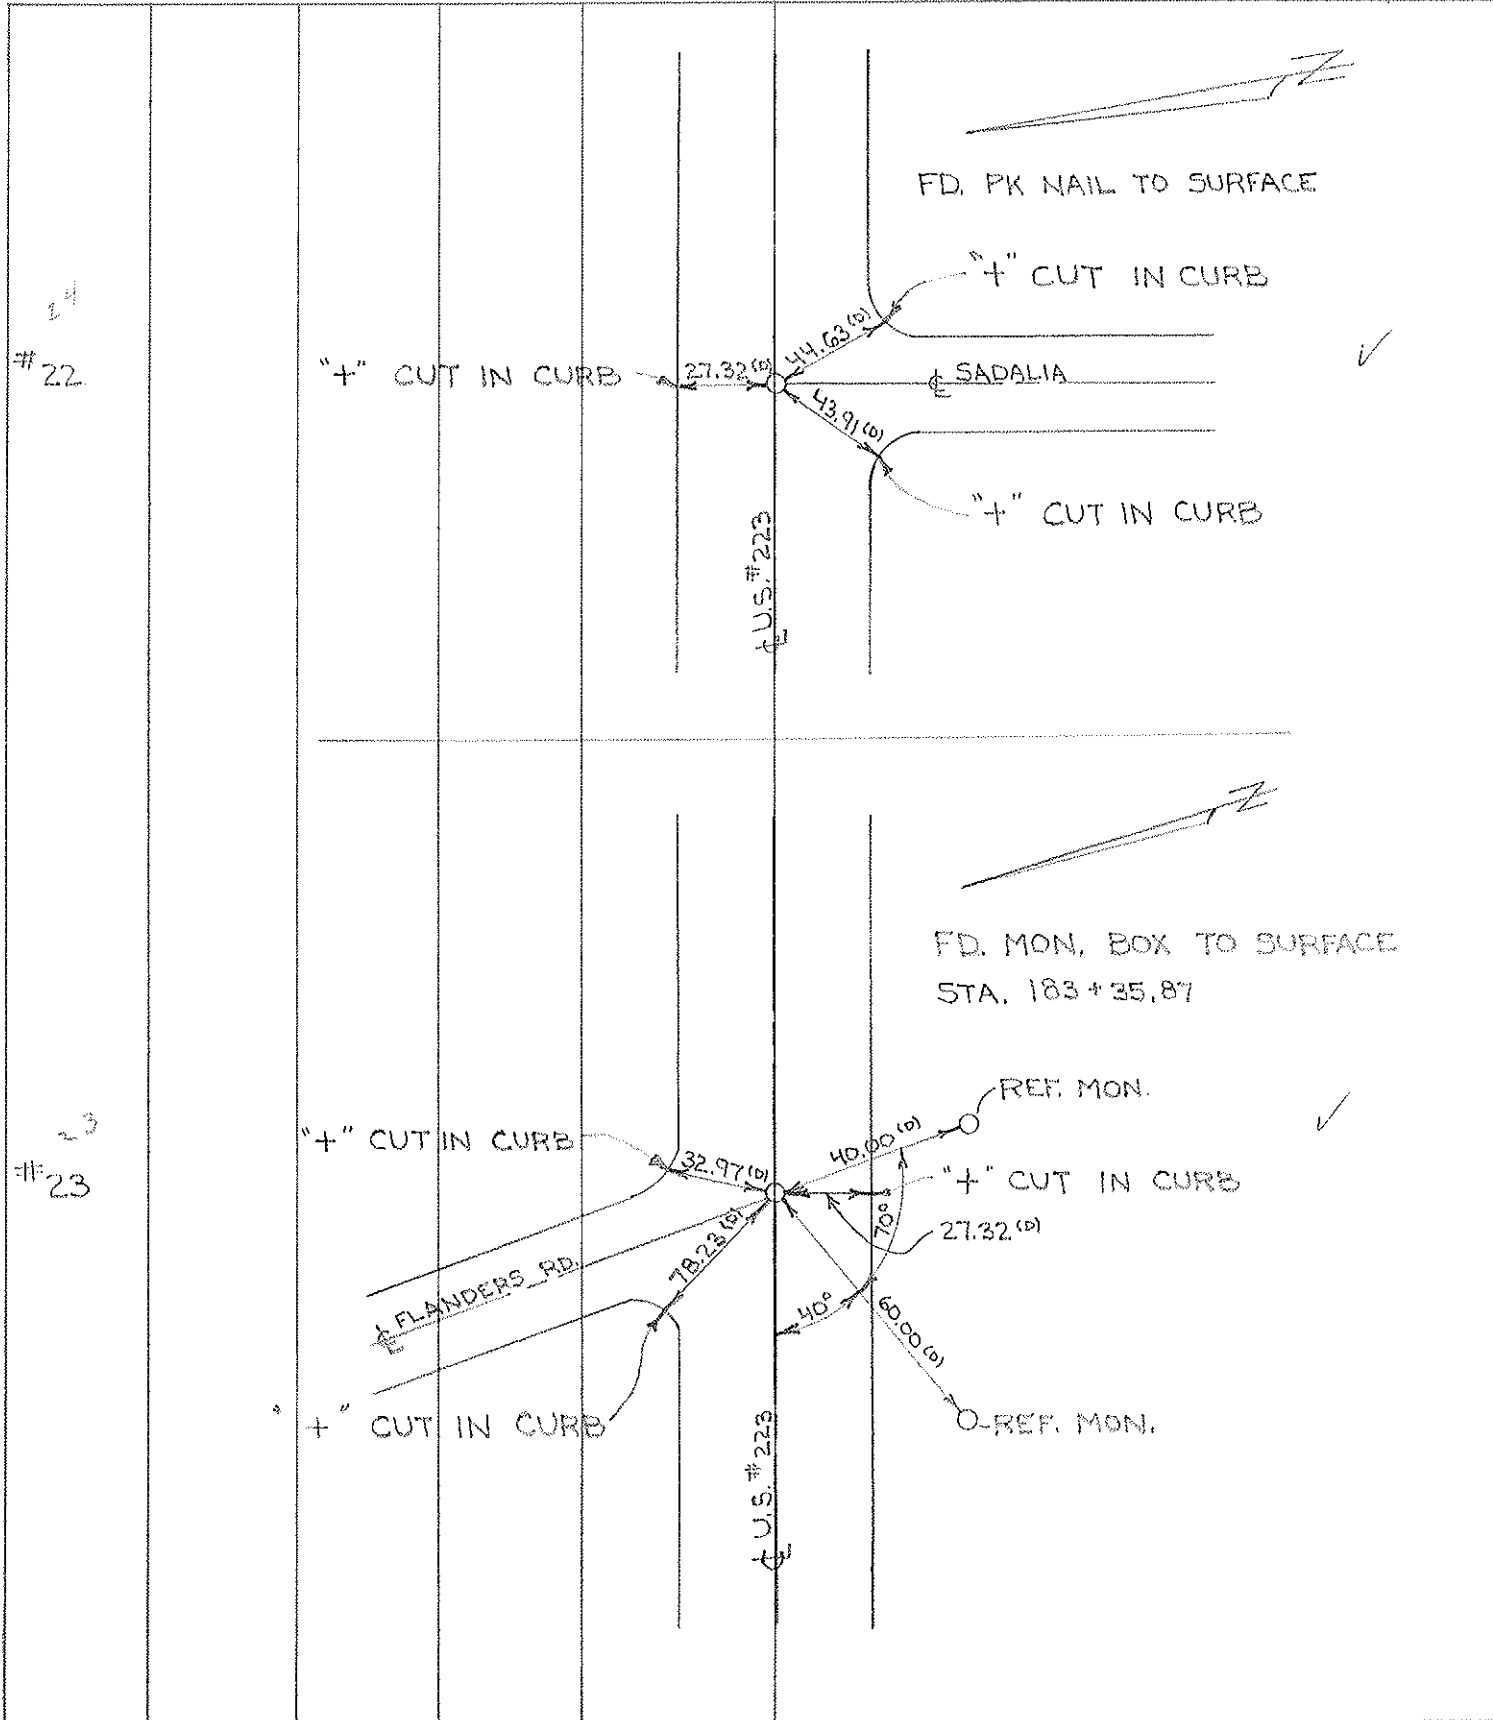 N
FD. PK NAIL TO SURFACE
"+" CUT IN CURB
24
#22
"+" CUT IN CURB
27.32(D)
44.63(D)
℄ SADALIA
43.91(D)
"+" CUT IN CURB
℄ U.S. #223
N
FD. MON. BOX TO SURFACE
STA. 183+35.87
REF. MON.
23
#23
"+" CUT IN CURB
32.97(D)
40.00(D)
"+" CUT IN CURB
70°
27.32(D)
78.23(D)
℄ FLANDERS RD.
40°
60.00(D)
"+" CUT IN CURB
REF. MON.
℄ U.S. #223